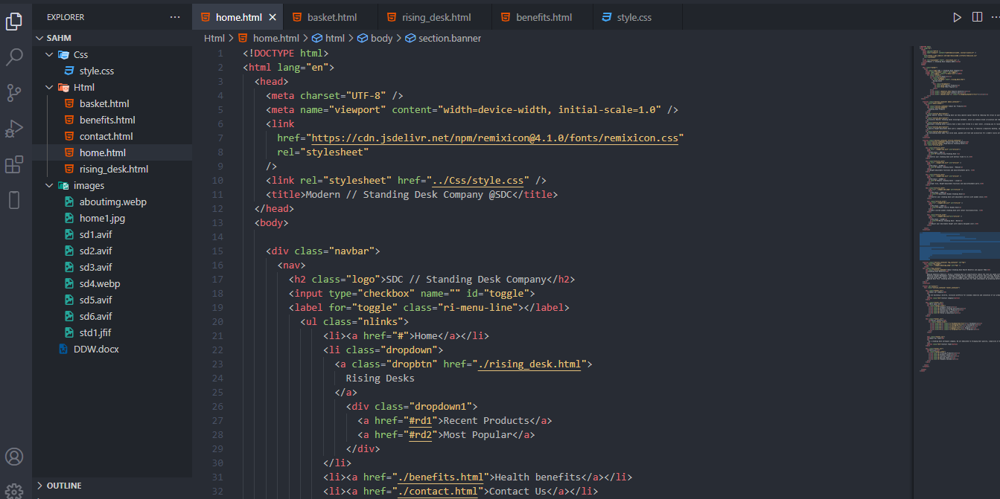 EXPLORER
SAHM
Css
style.css
Html
basket.html
benefits.html
contact.html
home.html
rising_desk.html
images
aboutimg.webp
home1.jpg
sd1.avif
sd2.avif
sd3.avif
sd4.webp
sd5.avif
sd6.avif
std1.jfif
DDW.docx
OUTLINE
home.html basket.html rising_desk.html benefits.html style.css
Html > home.html > html > body > section.banner
1 <!DOCTYPE html>
2 <html lang="en">
3 <head>
4 <meta charset="UTF-8" />
5 <meta name="viewport" content="width=device-width, initial-scale=1.0" />
6 <link
7 href="https://cdn.jsdelivr.net/npm/remixicon@4.1.0/fonts/remixicon.css"
8 rel="stylesheet"
9 />
10 <link rel="stylesheet" href="../Css/style.css" />
11 <title>Modern // Standing Desk Company @SDC</title>
12 </head>
13 <body>
14
15 <div class="navbar">
16 <nav>
17 <h2 class="logo">SDC // Standing Desk Company</h2>
18 <input type="checkbox" name="" id="toggle">
19 <label for="toggle" class="ri-menu-line"></label>
20 <ul class="nlinks">
21 <li><a href="#">Home</a></li>
22 <li class="dropdown">
23 <a class="dropbtn" href="./rising_desk.html">
24 Rising Desks
25 </a>
26 <div class="dropdown1">
27 <a href="#rd1">Recent Products</a>
28 <a href="#rd2">Most Popular</a>
29 </div>
30 </li>
31 <li><a href="./benefits.html">Health benefits</a></li>
32 <li><a href="./contact.html">Contact Us</a></li>